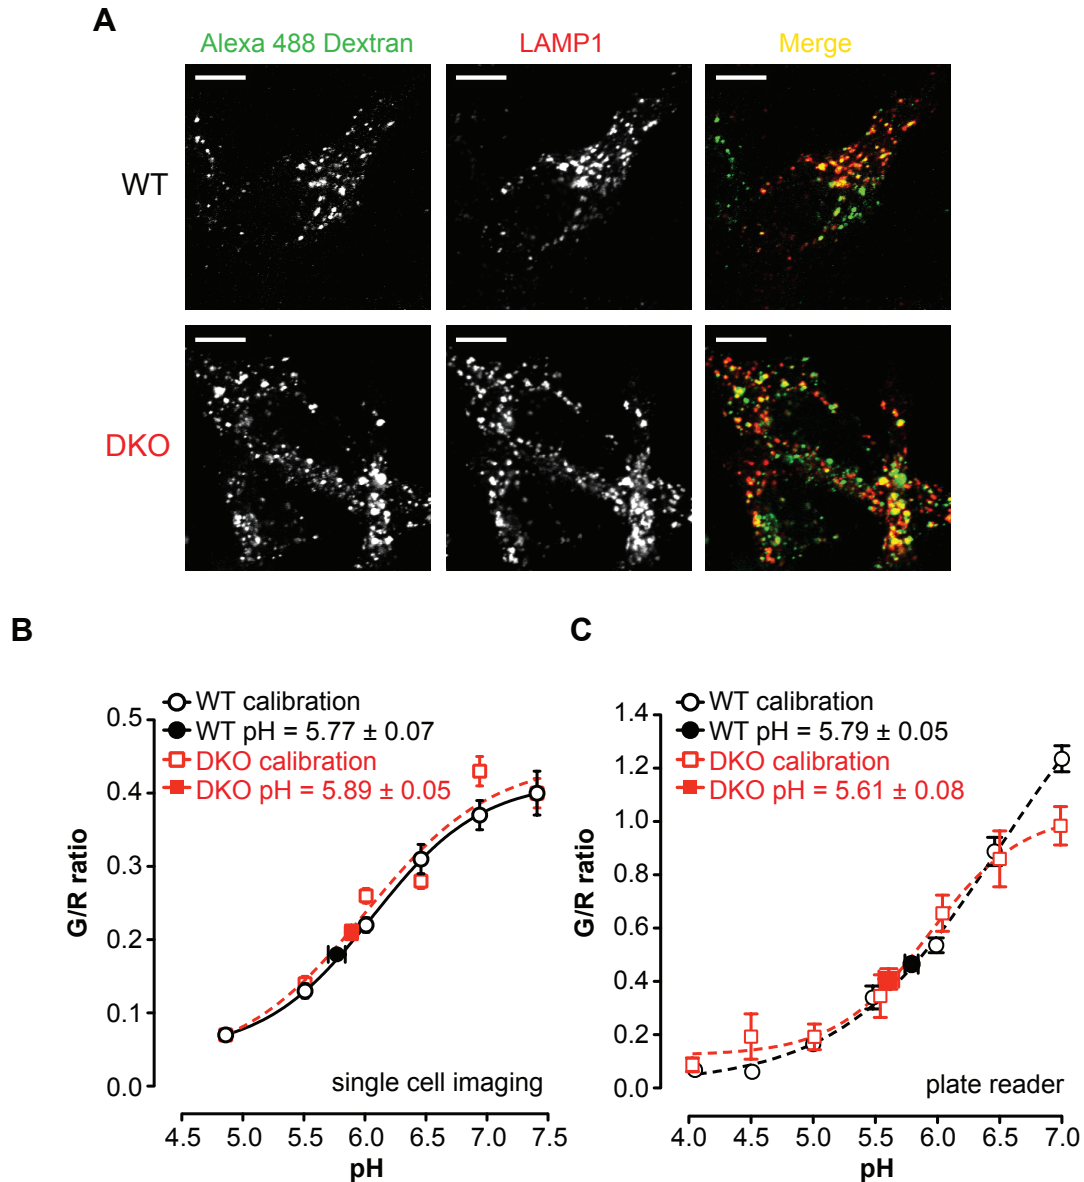 A
Alexa 488 Dextran LAMP1 Merge
WT
DKO
B
WT calibration
WT pH = 5.77 ± 0.07
DKO calibration
DKO pH = 5.89 ± 0.05
G/R ratio
0.5
0.4
0.3
0.2
0.1
0.0
single cell imaging
4.5 5.0 5.5 6.0 6.5 7.0 7.5
pH
C
WT calibration
WT pH = 5.79 ± 0.05
DKO calibration
DKO pH = 5.61 ± 0.08
G/R ratio
1.4
1.2
1.0
0.8
0.6
0.4
0.2
0.0
plate reader
4.0 4.5 5.0 5.5 6.0 6.5 7.0
pH